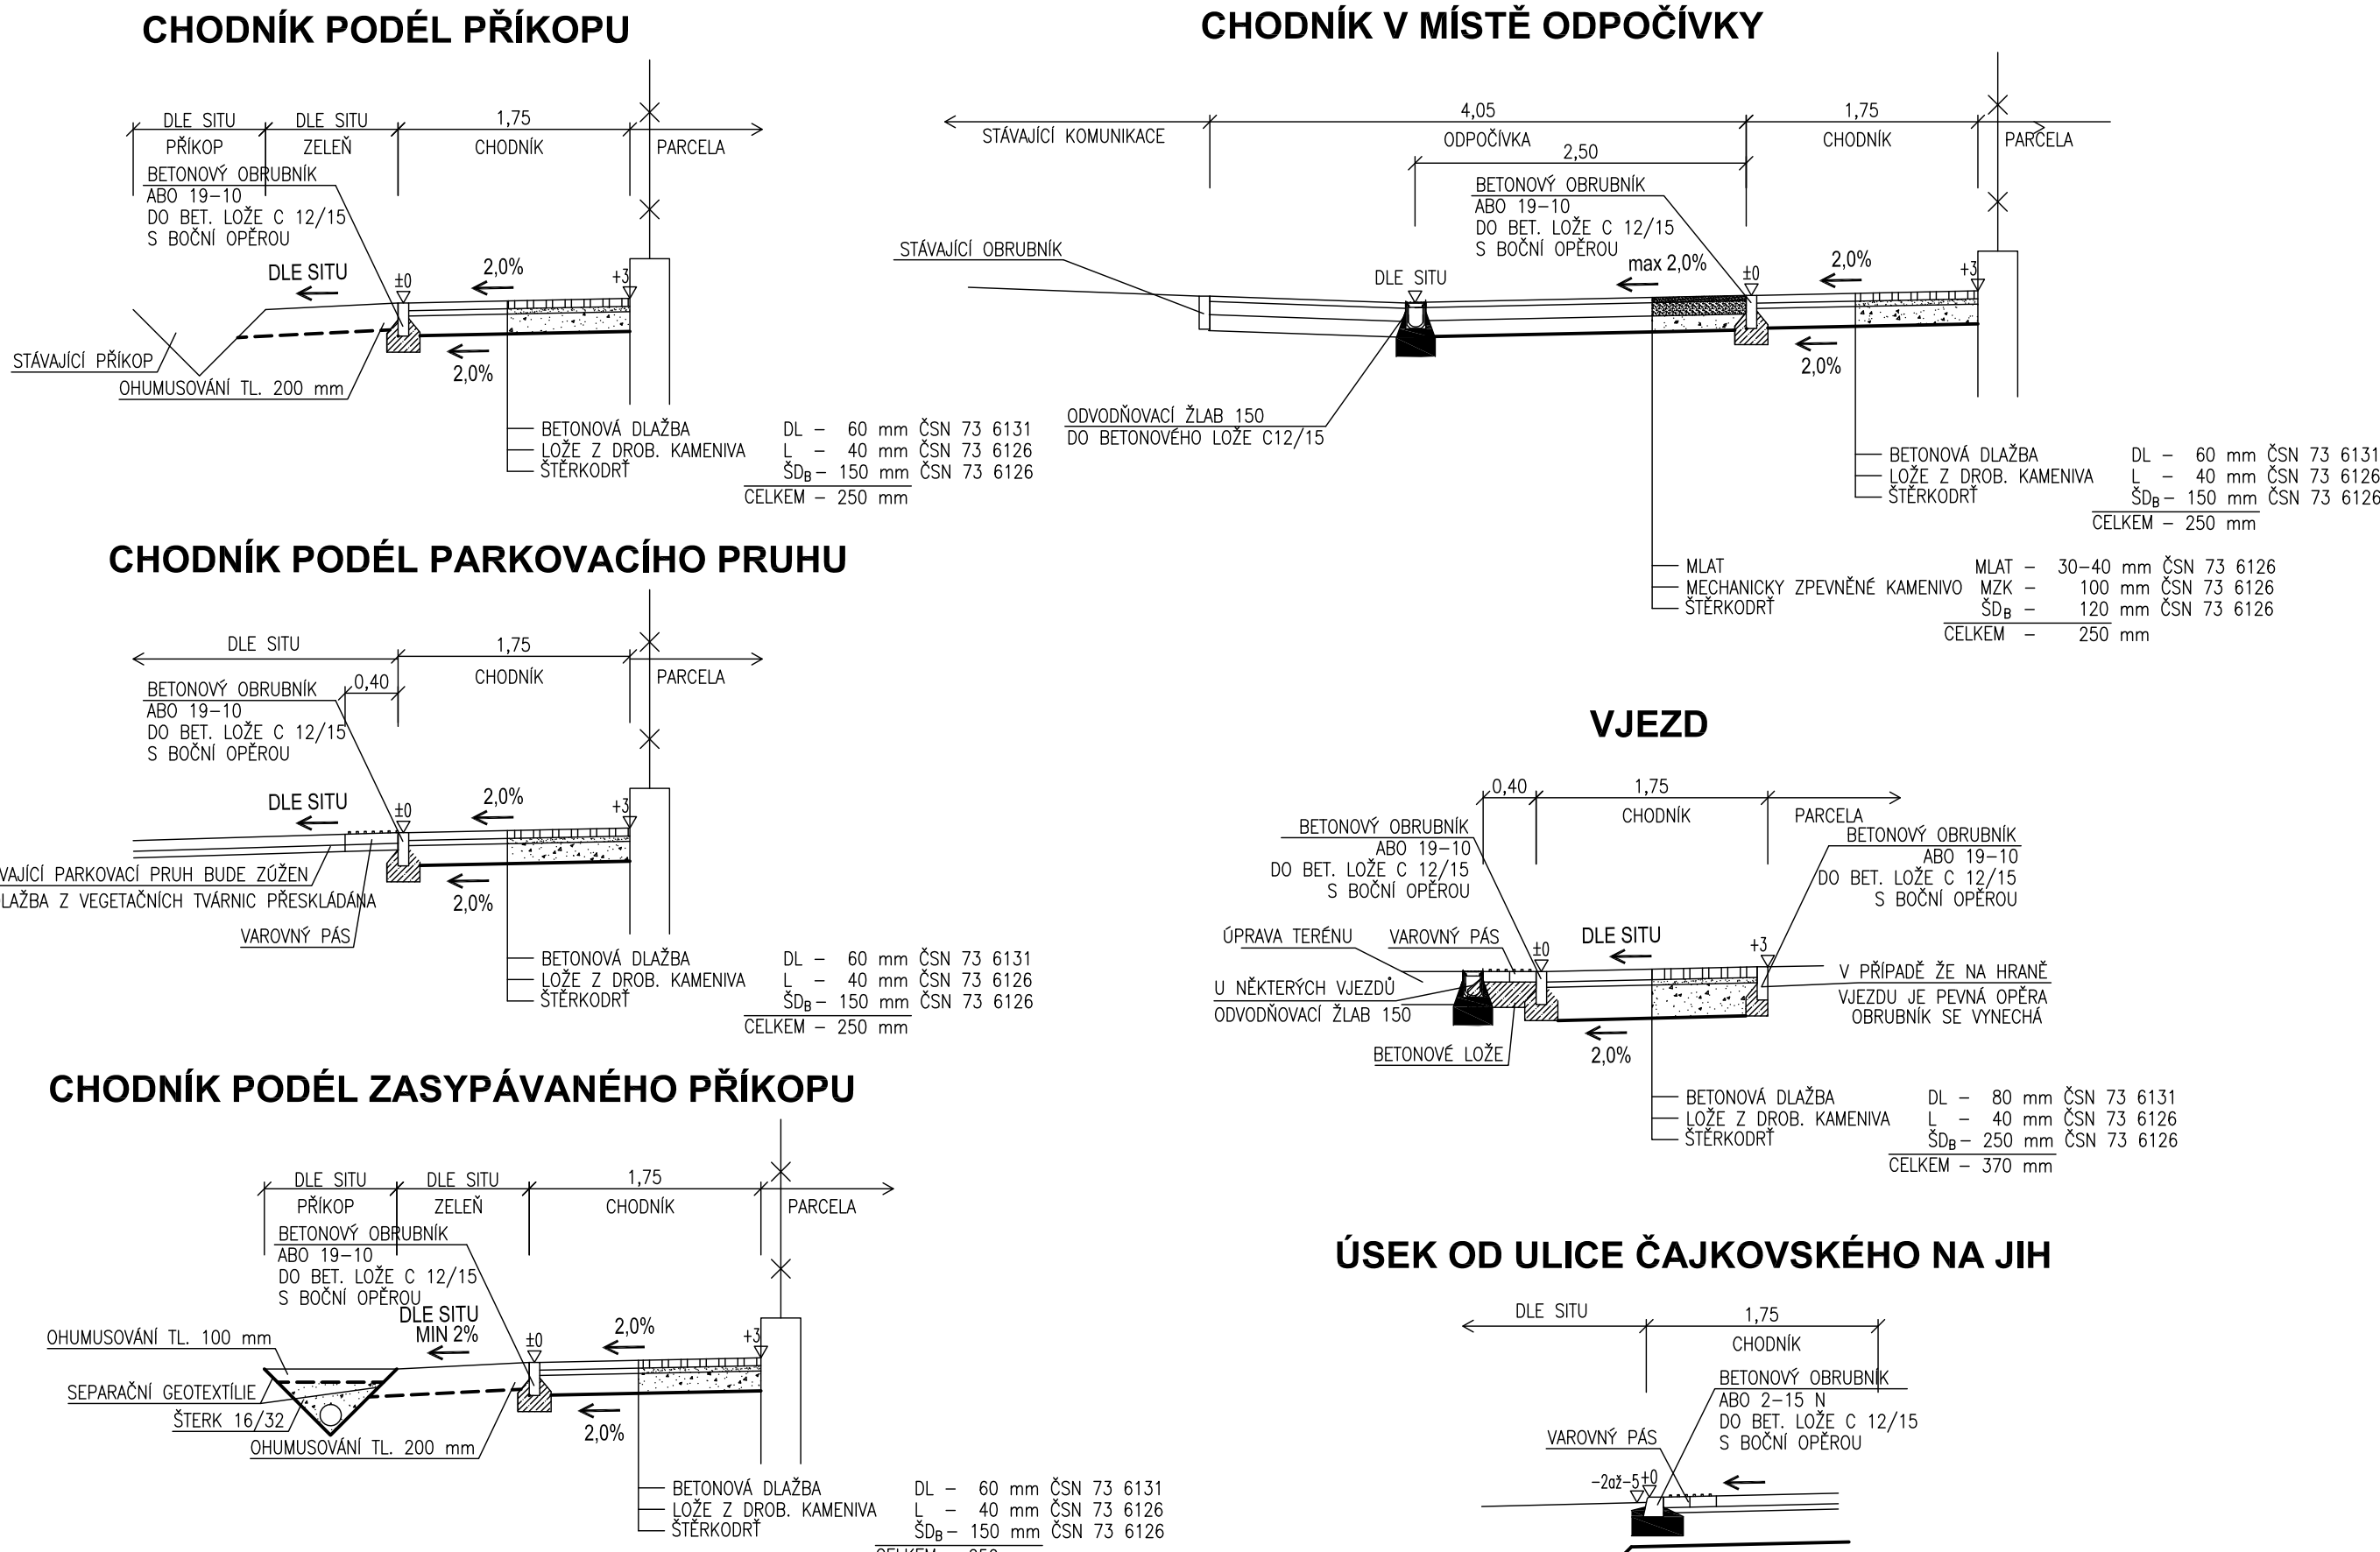 CHODNÍK PODÉL PŘÍKOPU
DLE SITU DLE SITU 1,75
PŘÍKOP ZELEŇ CHODNÍK PARCELA
BETONOVÝ OBRUBNÍK
ABO 19-10
DO BET. LOŽE C 12/15
S BOČNÍ OPĚROU
DLE SITU ±0 2,0% +3
STÁVAJÍCÍ PŘÍKOP
OHUMUSOVÁNÍ TL. 200 mm
2,0%
BETONOVÁ DLAŽBA DL - 60 mm ČSN 73 6131
LOŽE Z DROB. KAMENIVA L - 40 mm ČSN 73 6126
ŠTĚRKODRŤ ŠDB - 150 mm ČSN 73 6126
CELKEM - 250 mm
CHODNÍK V MÍSTĚ ODPOČÍVKY
4,05 1,75
STÁVAJÍCÍ KOMUNIKACE ODPOČÍVKA CHODNÍK PARCELA
2,50
BETONOVÝ OBRUBNÍK
ABO 19-10
DO BET. LOŽE C 12/15
S BOČNÍ OPĚROU
STÁVAJÍCÍ OBRUBNÍK
DLE SITU max 2,0% ±0 2,0% +3
2,0%
ODVODŇOVACÍ ŽLAB 150
DO BETONOVÉHO LOŽE C12/15
BETONOVÁ DLAŽBA DL - 60 mm ČSN 73 6131
LOŽE Z DROB. KAMENIVA L - 40 mm ČSN 73 6126
ŠTĚRKODRŤ ŠDB - 150 mm ČSN 73 6126
CELKEM - 250 mm
MLAT MLAT - 30-40 mm ČSN 73 6126
MECHANICKY ZPEVNĚNÉ KAMENIVO MZK - 100 mm ČSN 73 6126
ŠTĚRKODRŤ ŠDB - 120 mm ČSN 73 6126
CELKEM - 250 mm
CHODNÍK PODÉL PARKOVACÍHO PRUHU
DLE SITU 1,75
CHODNÍK PARCELA
0,40
BETONOVÝ OBRUBNÍK
ABO 19-10
DO BET. LOŽE C 12/15
S BOČNÍ OPĚROU
DLE SITU ±0 2,0% +3
VAJÍCÍ PARKOVACÍ PRUH BUDE ZÚŽEN
LAŽBA Z VEGETAČNÍCH TVÁRNIC PŘESKLÁDÁNA
2,0%
VAROVNÝ PÁS
BETONOVÁ DLAŽBA DL - 60 mm ČSN 73 6131
LOŽE Z DROB. KAMENIVA L - 40 mm ČSN 73 6126
ŠTĚRKODRŤ ŠDB - 150 mm ČSN 73 6126
CELKEM - 250 mm
VJEZD
0,40 1,75
CHODNÍK PARCELA
BETONOVÝ OBRUBNÍK
ABO 19-10
DO BET. LOŽE C 12/15
S BOČNÍ OPĚROU
BETONOVÝ OBRUBNÍK
ABO 19-10
DO BET. LOŽE C 12/15
S BOČNÍ OPĚROU
ÚPRAVA TERÉNU VAROVNÝ PÁS ±0 DLE SITU +3
U NĚKTERÝCH VJEZDŮ
ODVODŇOVACÍ ŽLAB 150
V PŘÍPADĚ ŽE NA HRANĚ
VJEZDU JE PEVNÁ OPĚRA
OBRUBNÍK SE VYNECHÁ
BETONOVÉ LOŽE 2,0%
BETONOVÁ DLAŽBA DL - 80 mm ČSN 73 6131
LOŽE Z DROB. KAMENIVA L - 40 mm ČSN 73 6126
ŠTĚRKODRŤ ŠDB - 250 mm ČSN 73 6126
CELKEM - 370 mm
CHODNÍK PODÉL ZASYPÁVANÉHO PŘÍKOPU
DLE SITU DLE SITU 1,75
PŘÍKOP ZELEŇ CHODNÍK PARCELA
BETONOVÝ OBRUBNÍK
ABO 19-10
DO BET. LOŽE C 12/15
S BOČNÍ OPĚROU
DLE SITU
MIN 2% ±0 2,0% +3
OHUMUSOVÁNÍ TL. 100 mm
SEPARAČNÍ GEOTEXTÍLIE
ŠTERK 16/32
OHUMUSOVÁNÍ TL. 200 mm
2,0%
BETONOVÁ DLAŽBA DL - 60 mm ČSN 73 6131
LOŽE Z DROB. KAMENIVA L - 40 mm ČSN 73 6126
ŠTĚRKODRŤ ŠDB - 150 mm ČSN 73 6126
ÚSEK OD ULICE ČAJKOVSKÉHO NA JIH
DLE SITU 1,75
CHODNÍK
BETONOVÝ OBRUBNÍK
ABO 2-15 N
DO BET. LOŽE C 12/15
S BOČNÍ OPĚROU
VAROVNÝ PÁS
-2až-5 ±0